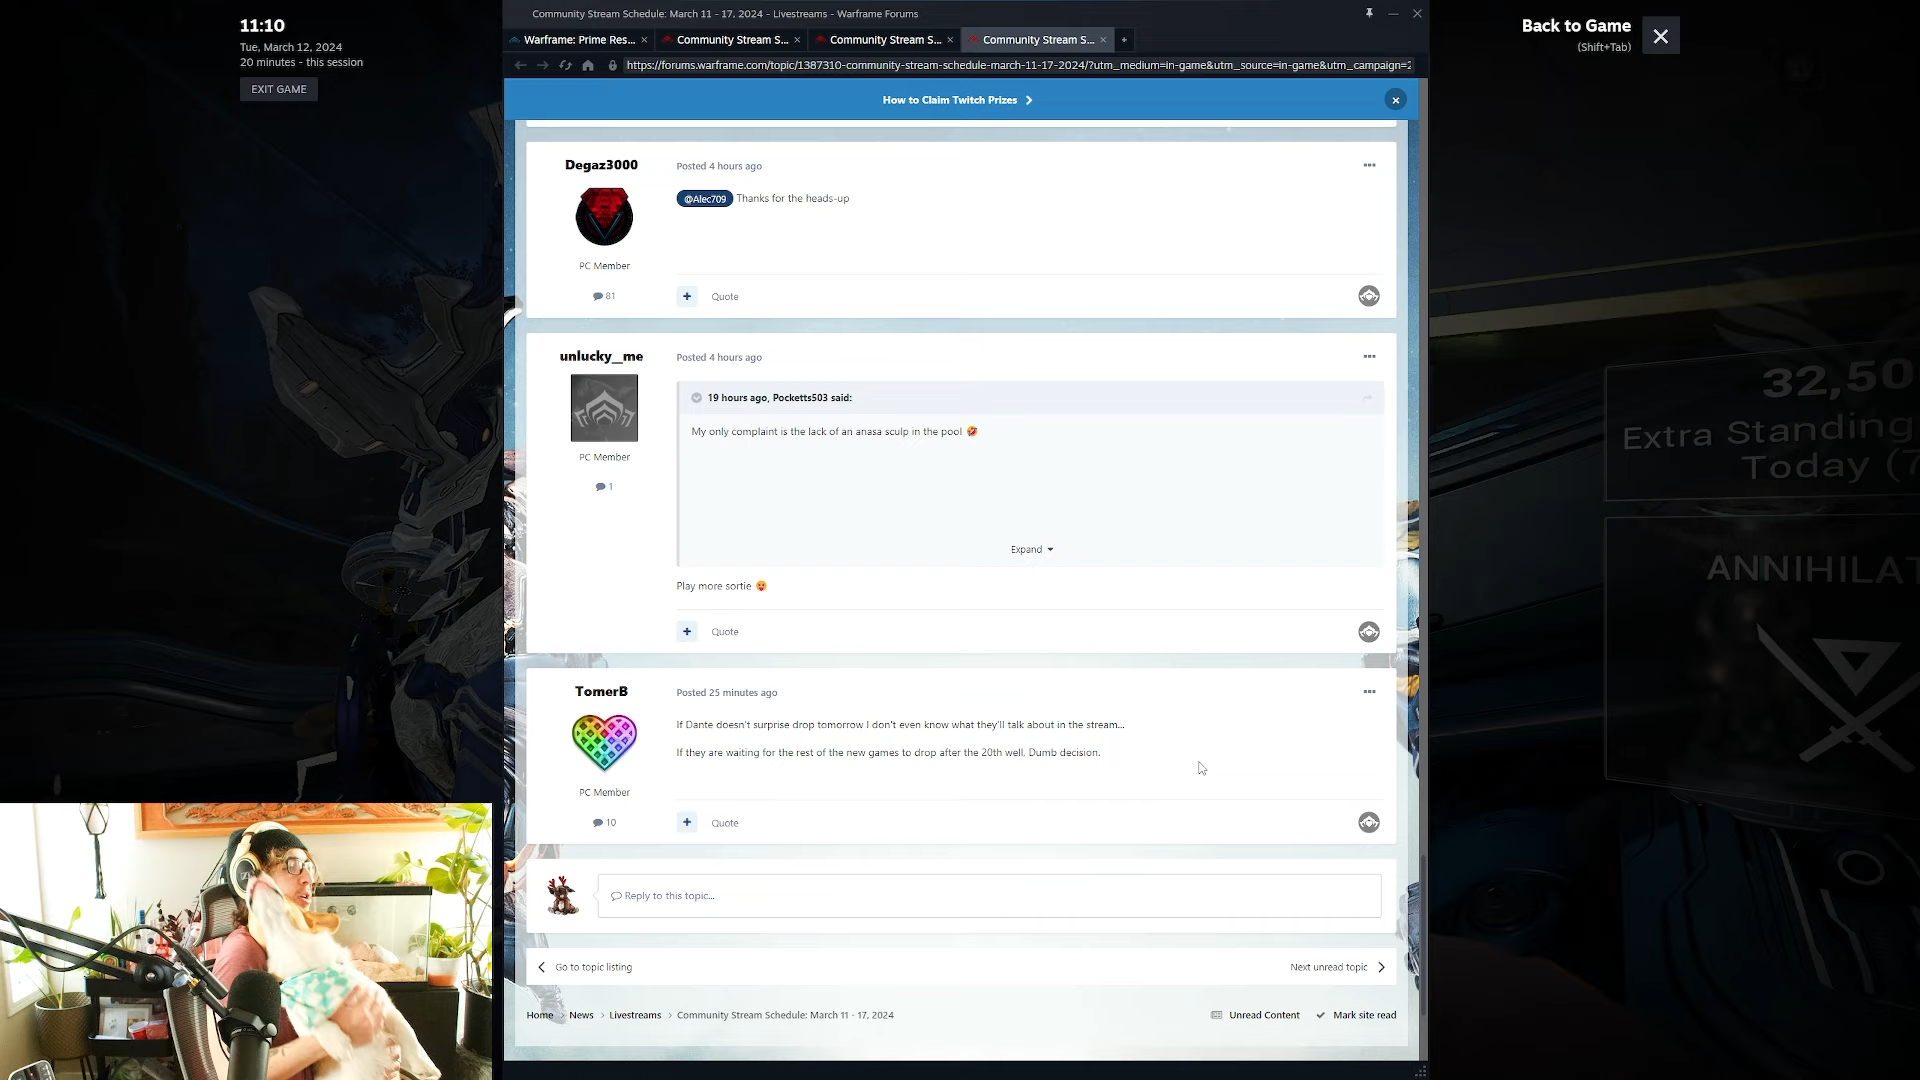 11:10
Tue, March 12, 2024
20 minutes - this session
EXIT GAME
Community Stream Schedule: March 11 - 17, 2024 - Livestreams - Warframe Forums
Warframe: Prime Res... ×
Community Stream S... ×
Community Stream S... ×
Community Stream S... ×
+
https://forums.warframe.com/topic/1387310-community-stream-schedule-march-11-17-2024/?utm_medium=in-game&utm_source=in-game&utm_campaign=2
Back to Game
(Shift+Tab)
How to Claim Twitch Prizes
Degaz3000
Posted 4 hours ago
@Alec709 Thanks for the heads-up
PC Member
81
+ Quote
unlucky__me
Posted 4 hours ago
19 hours ago, Pocketts503 said:
My only complaint is the lack of an anasa sculp in the pool 🤣
PC Member
1
Expand
Play more sortie 😛
+ Quote
TomerB
Posted 25 minutes ago
If Dante doesn't surprise drop tomorrow I don't even know what they'll talk about in the stream...
If they are waiting for the rest of the new games to drop after the 20th well, Dumb decision.
PC Member
10
+ Quote
Reply to this topic...
Go to topic listing
Next unread topic
Home > News > Livestreams > Community Stream Schedule: March 11 - 17, 2024
Unread Content
Mark site read
32,50
Extra Standing
Today (7
ANNIHILAT